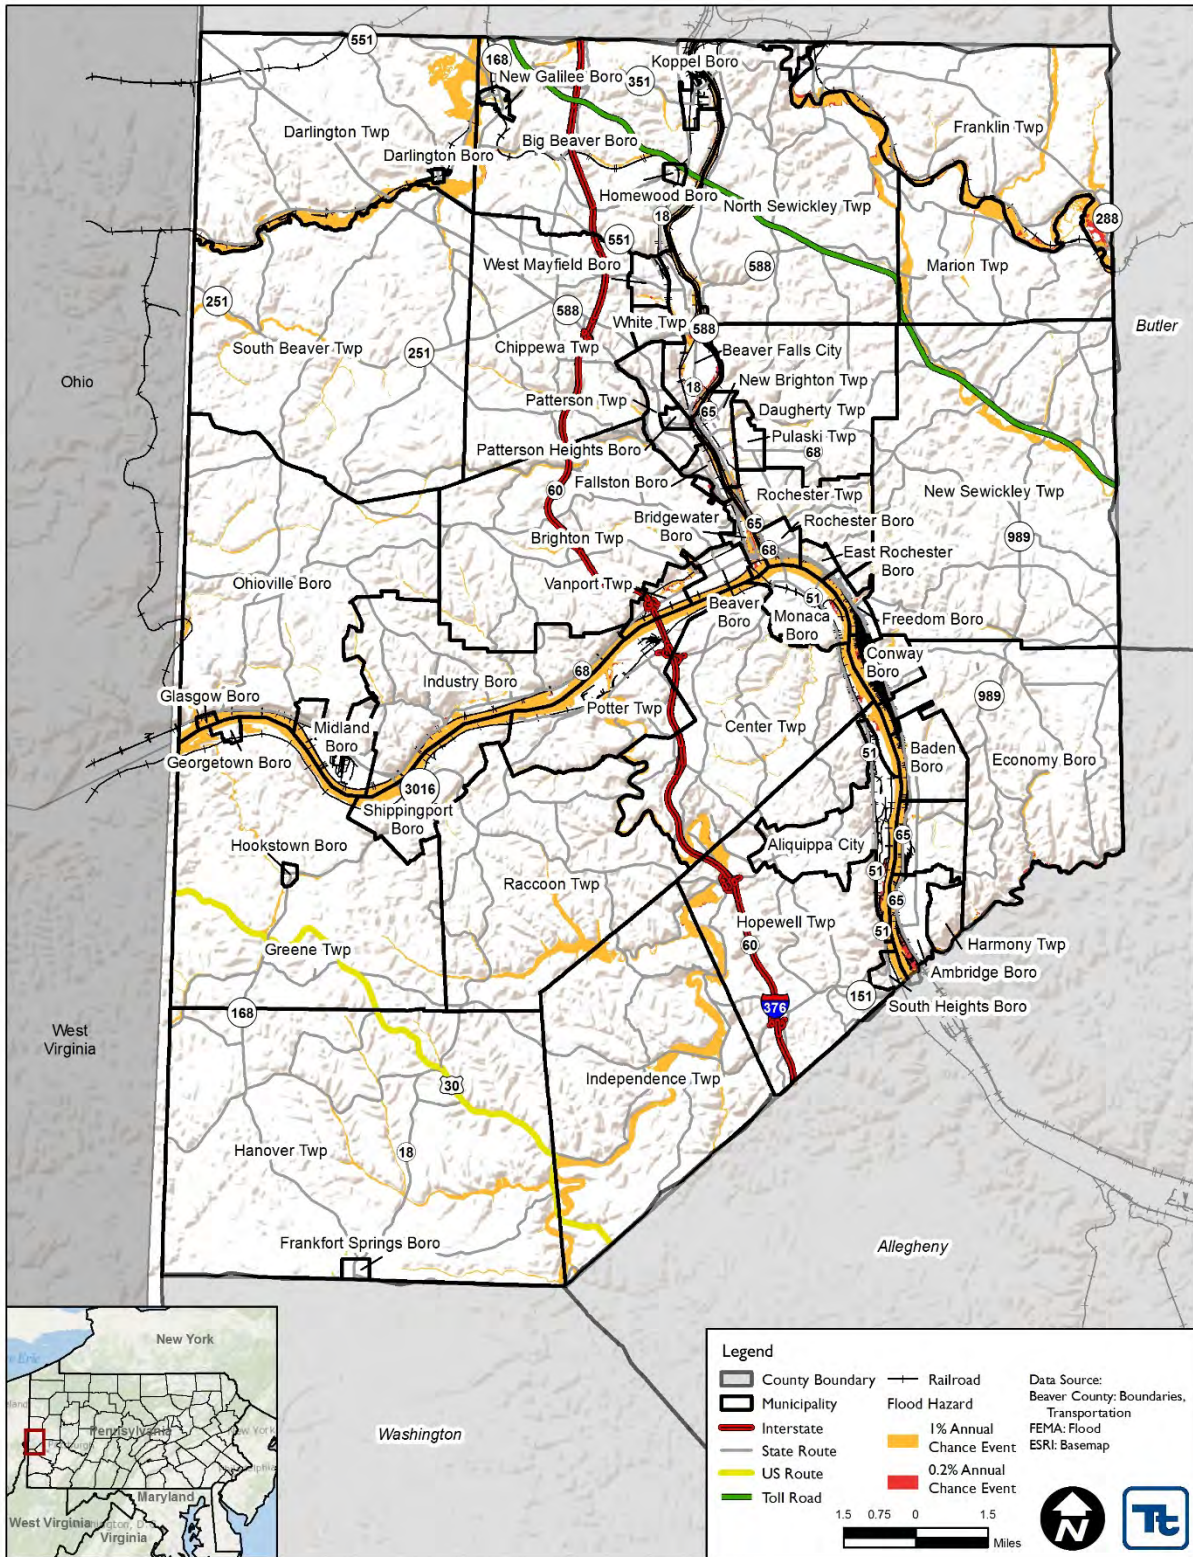 551
168
New Galilee Boro
351
Koppel Boro
Darlington Twp
Franklin Twp
Big Beaver Boro
Darlington Boro
Homewood Boro
North Sewickley Twp
18
288
551
West Mayfield Boro
588
Marion Twp
251
588
White Twp
588
Butler
South Beaver Twp
251
Chippewa Twp
Beaver Falls City
Ohio
18
New Brighton Twp
Patterson Twp
65
Daugherty Twp
Patterson Heights Boro
Pulaski Twp
68
Fallston Boro
60
Rochester Twp
New Sewickley Twp
Bridgewater
Boro
65
Rochester Boro
989
Brighton Twp
68
East Rochester
Boro
Ohioville Boro
Vanport Twp
Beaver
Boro
51
Monaca
Boro
Freedom Boro
Conway
Boro
68
Industry Boro
Glasgow Boro
989
Potter Twp
Midland
Boro
Center Twp
Georgetown Boro
51
Baden
Boro
Economy Boro
3016
Shippingport
Boro
65
Hookstown Boro
Aliquippa City
51
Raccoon Twp
65
Hopewell Twp
51
Greene Twp
60
Harmony Twp
Ambridge Boro
151
South Heights Boro
168
376
West
Virginia
Independence Twp
30
Hanover Twp
18
Frankfort Springs Boro
Allegheny
Washington
New York
Pennsylvania
New York
Maryland
West Virginia
Virginia
Legend
County Boundary
Municipality
Interstate
State Route
US Route
Toll Road
Railroad
Flood Hazard
1% Annual
Chance Event
0.2% Annual
Chance Event
Data Source:
Beaver County: Boundaries,
Transportation
FEMA: Flood
ESRI: Basemap
1.5 0.75 0 1.5
Miles
N
Tt